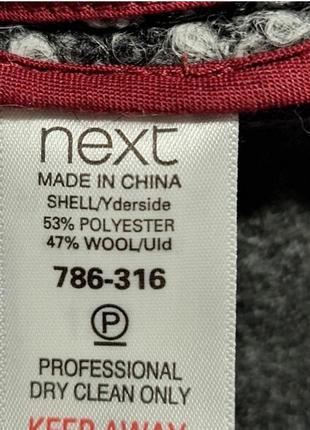 next
MADE IN CHINA
SHELL/Yderside
53% POLYESTER
47% WOOL/Uld
786-316
P
PROFESSIONAL
DRY CLEAN ONLY
KEEP AWAY